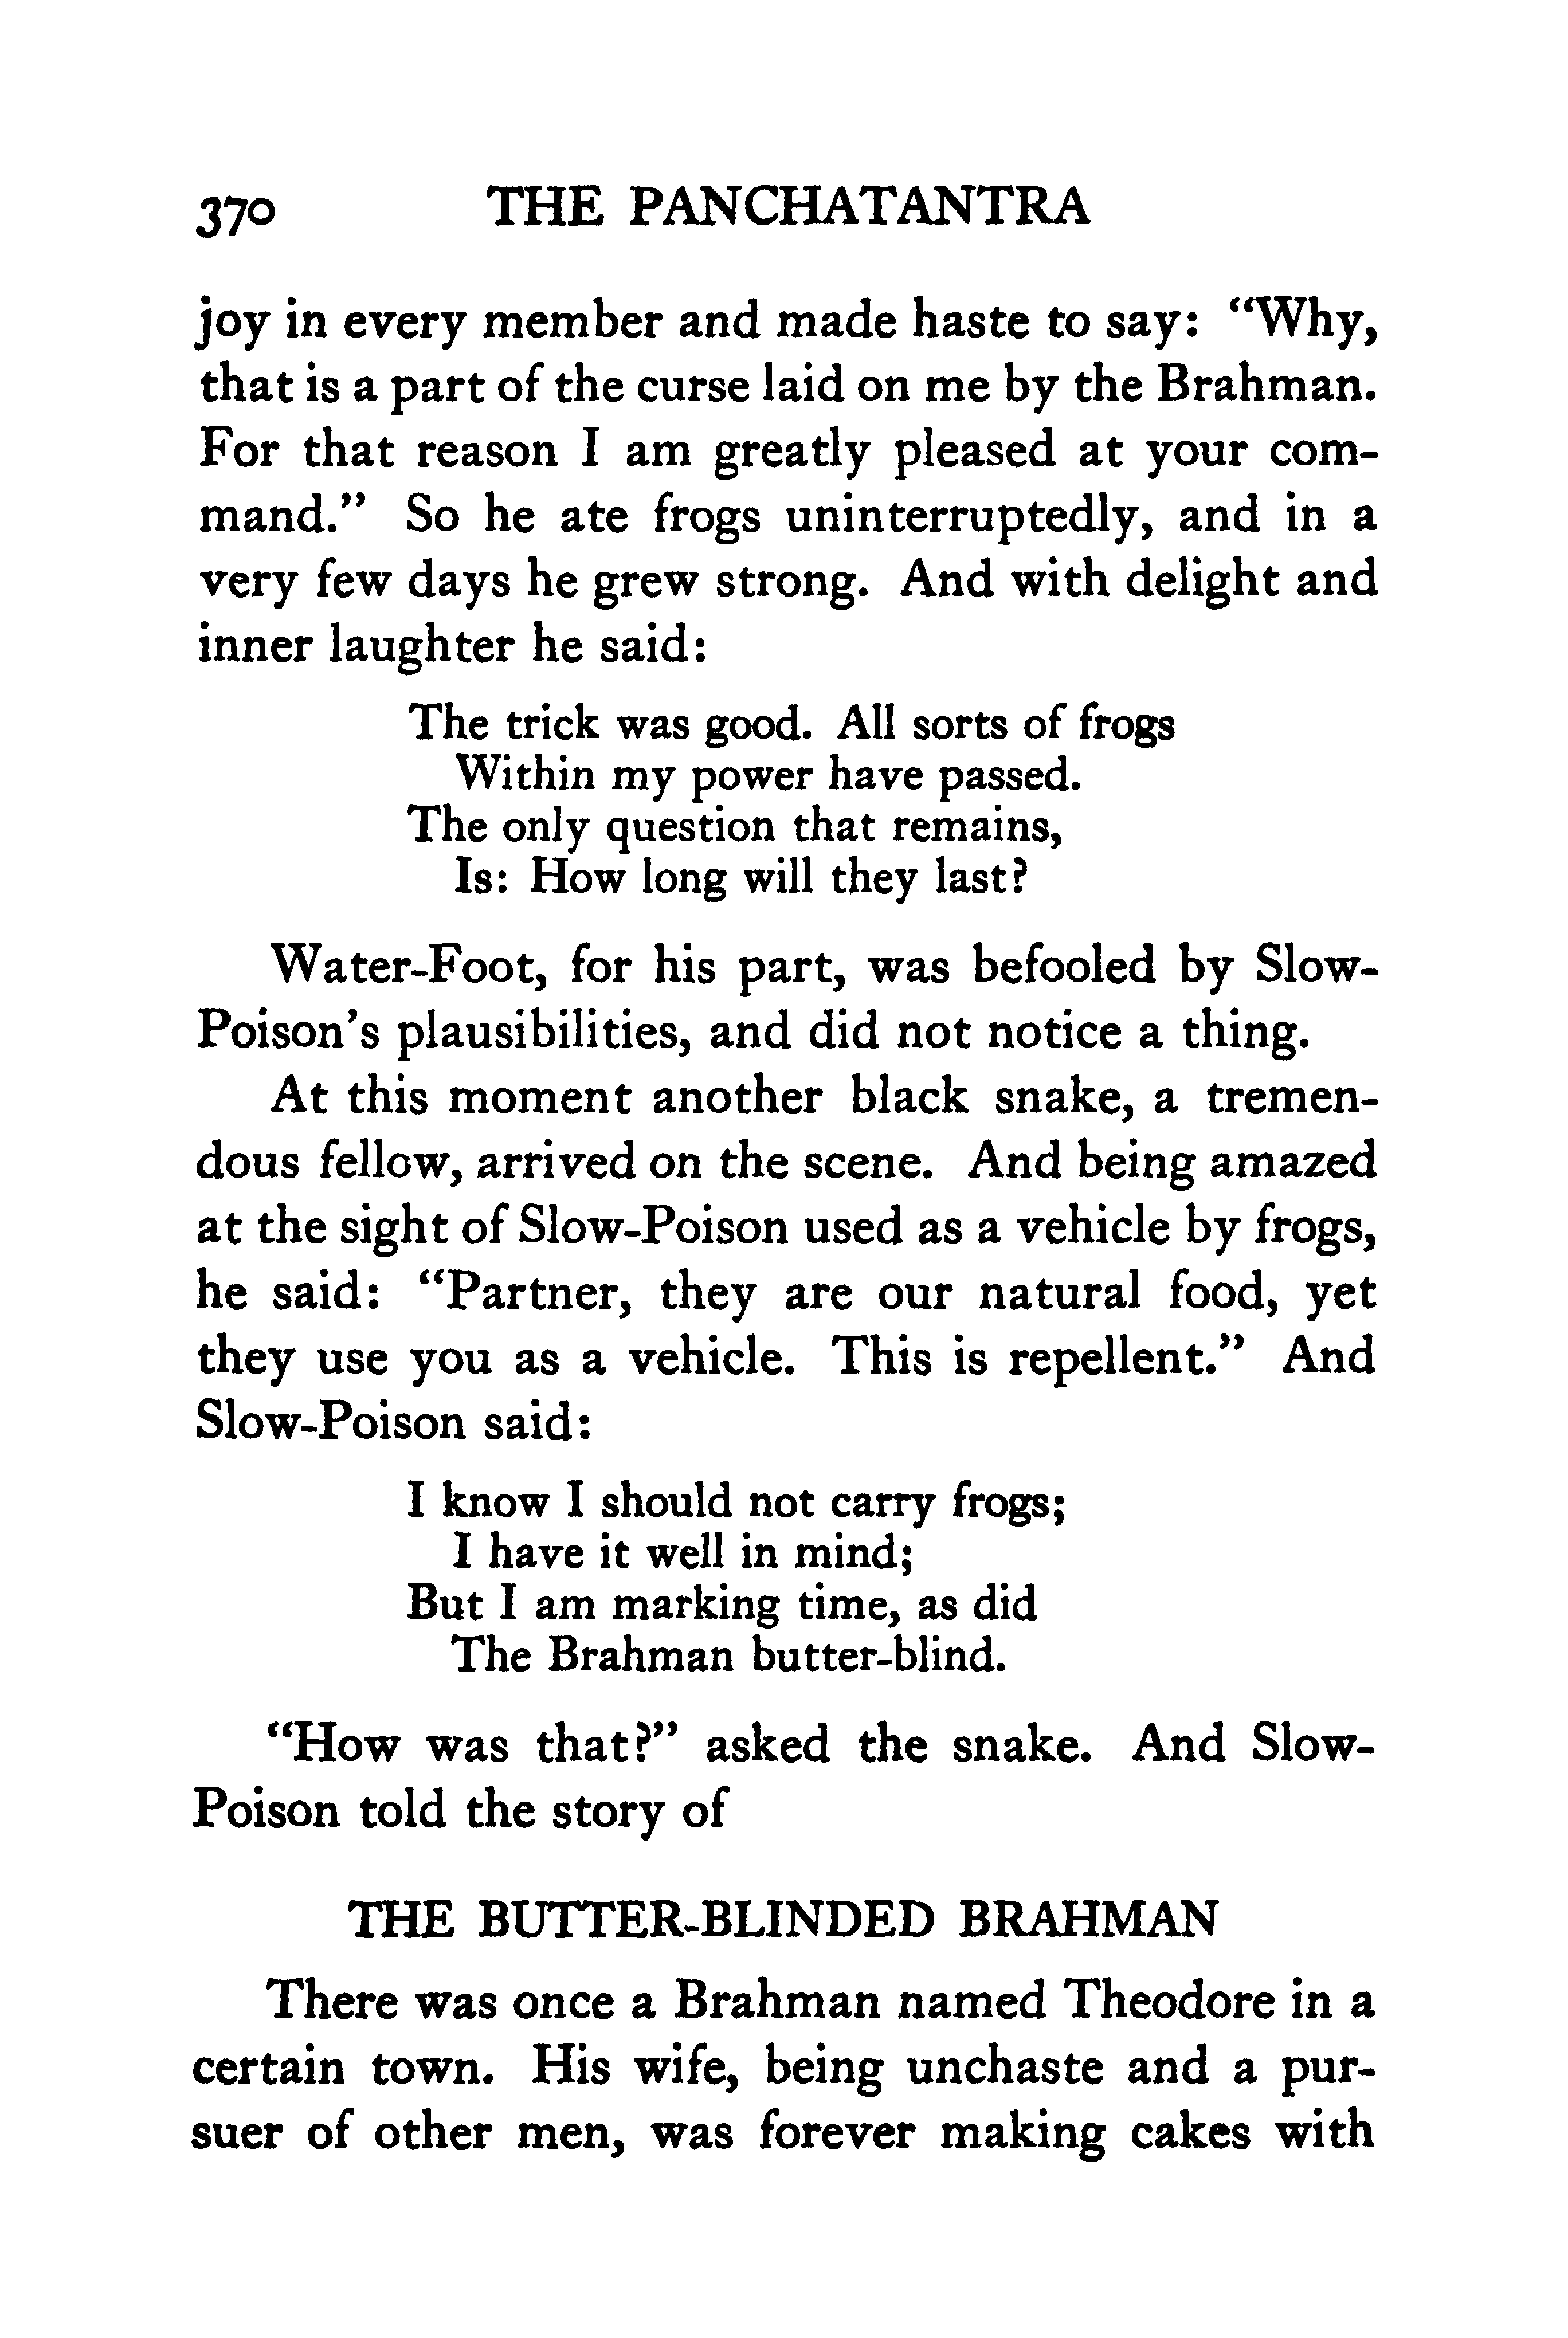 370 THE PANCHATANTRA
joy in every member and made haste to say: “Why,
that is a part of the curse laid on me by the Brahman.
For that reason I am greatly pleased at your com-
mand.” So he ate frogs uninterruptedly, and in a
very few days he grew strong. And with delight and
inner laughter he said:
The trick was good. All sorts of frogs
Within my power have passed.
The only question that remains,
Is: How long will they last?
Water-Foot, for his part, was befooled by Slow-
Poison’s plausibilities, and did not notice a thing.
At this moment another black snake, a tremen-
dous fellow, arrived on the scene. And being amazed
at the sight of Slow-Poison used as a vehicle by frogs,
he said: “Partner, they are our natural food, yet
they use you as a vehicle. This is repellent.” And
Slow-Poison said:
I know I should not carry frogs;
I have it well in mind;
But I am marking time, as did
The Brahman butter-blind.
“How was that?” asked the snake. And Slow-
Poison told the story of
THE BUTTER-BLINDED BRAHMAN
There was once a Brahman named Theodore in a
certain town. His wife, being unchaste and a pur-
suer of other men, was forever making cakes with